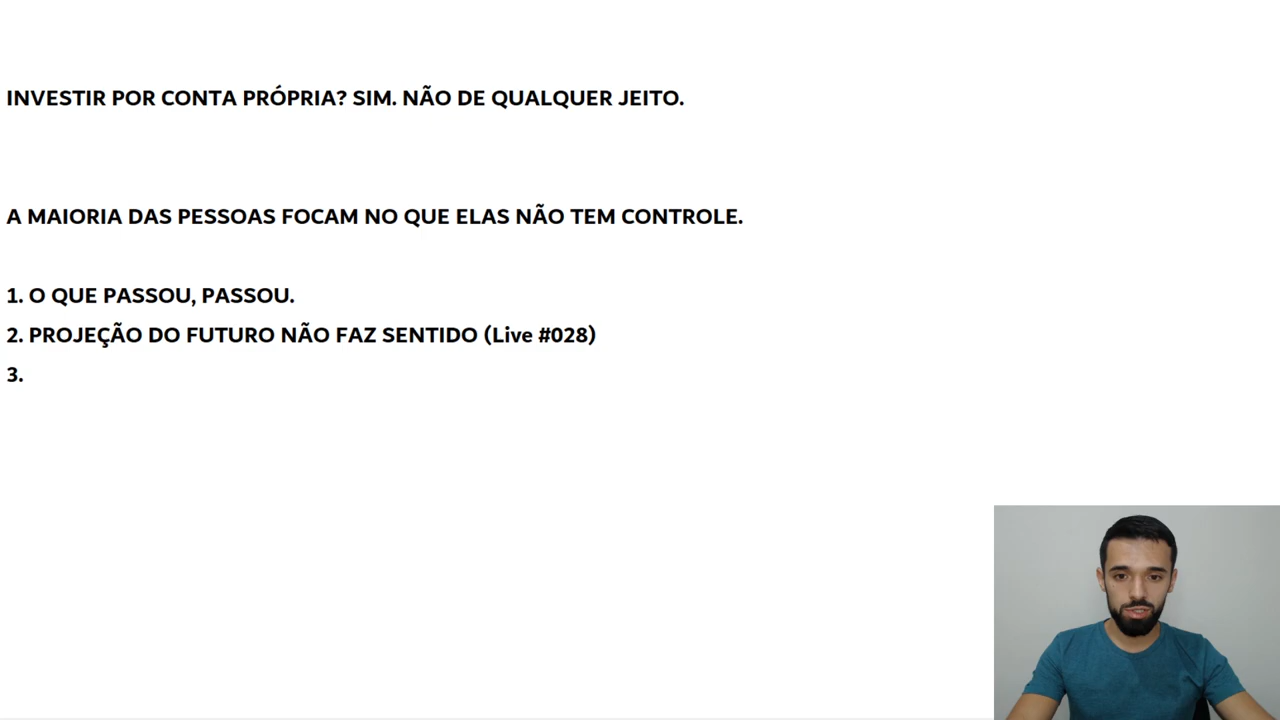 INVESTIR POR CONTA PRÓPRIA? SIM. NÃO DE QUALQUER JEITO.
A MAIORIA DAS PESSOAS FOCAM NO QUE ELAS NÃO TEM CONTROLE.
1. O QUE PASSOU, PASSOU.
2. PROJEÇÃO DO FUTURO NÃO FAZ SENTIDO (Live #028)
3.